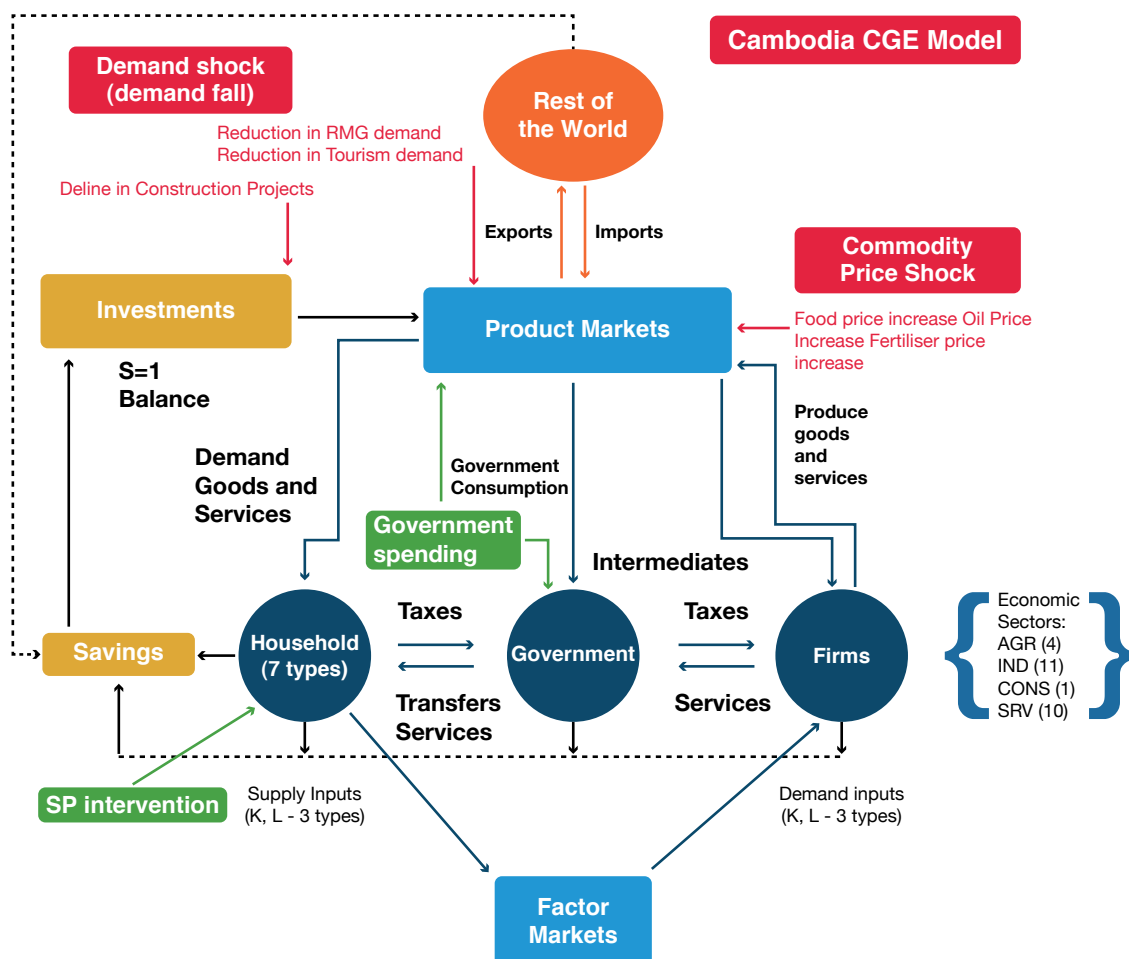 Cambodia CGE Model
Demand shock
(demand fall)
Rest of
the World
Reduction in RMG demand
Reduction in Tourism demand
Deline in Construction Projects
Exports
Imports
Commodity
Price Shock
Investments
Product Markets
Food price increase Oil Price
Increase Fertiliser price
increase
S=1
Balance
Produce
goods
and
services
Demand
Goods and
Services
Government
Consumption
Government
spending
Intermediates
Taxes
Taxes
Economic
Sectors:
AGR (4)
IND (11)
CONS (1)
SRV (10)
Savings
Household
(7 types)
Government
Firms
Transfers
Services
Services
SP intervention
Supply Inputs
(K, L - 3 types)
Demand inputs
(K, L - 3 types)
Factor
Markets